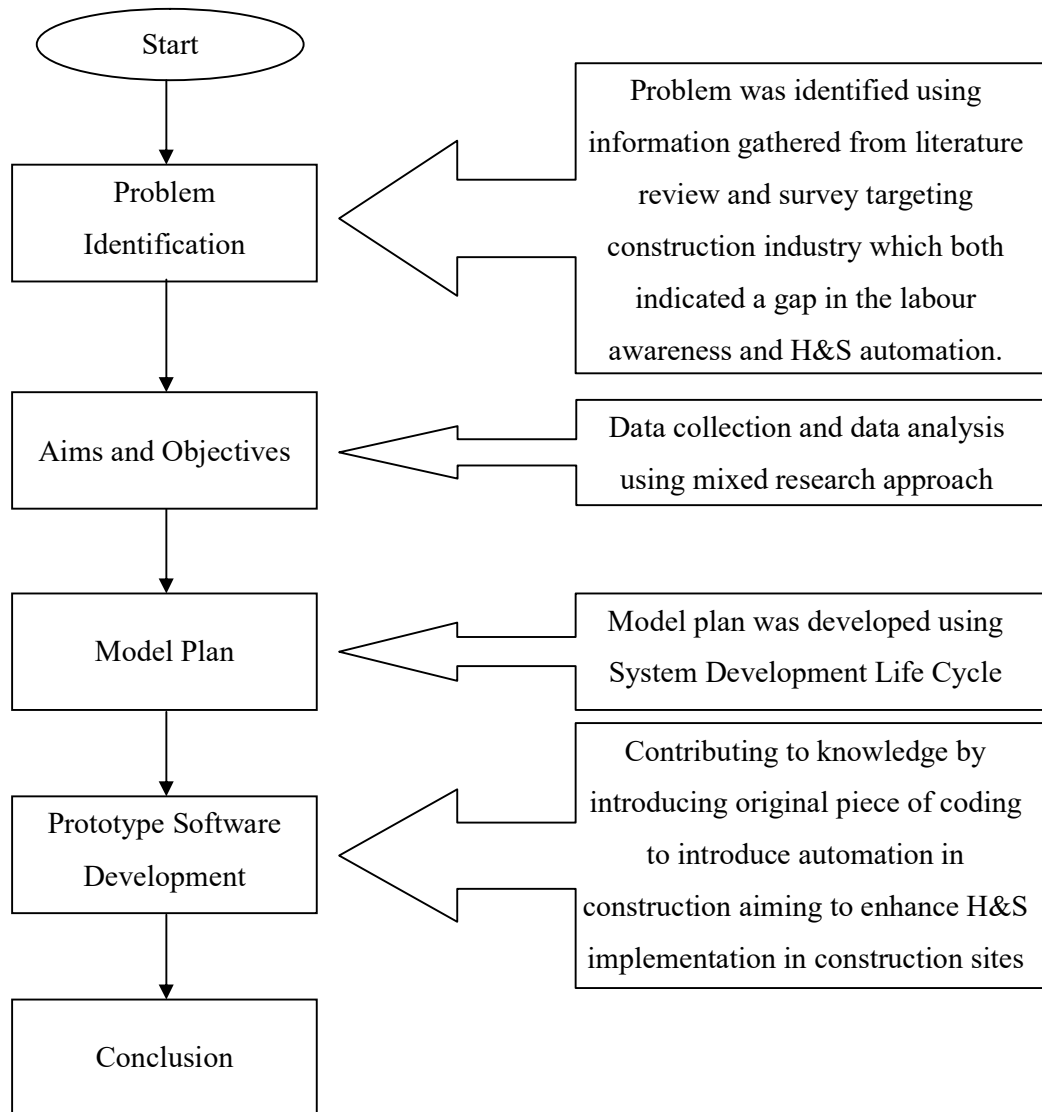 Start
Problem
Identification
Problem was identified using
information gathered from literature
review and survey targeting
construction industry which both
indicated a gap in the labour
awareness and H&S automation.
Aims and Objectives
Data collection and data analysis
using mixed research approach
Model Plan
Model plan was developed using
System Development Life Cycle
Prototype Software
Development
Contributing to knowledge by
introducing original piece of coding
to introduce automation in
construction aiming to enhance H&S
implementation in construction sites
Conclusion